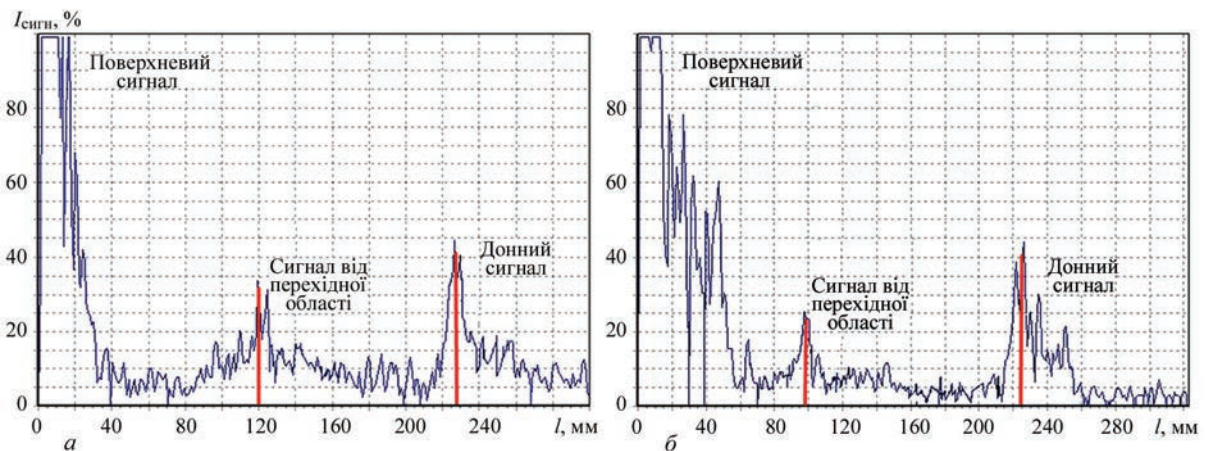 Iсигн, %
Поверхневий
сигнал
80
60
40
20
0
Сигнал від
перехідної
області
Донний
сигнал
0 40 80 120 160 220 240 l, мм
а
Поверхневий
сигнал
80
60
40
20
0
Сигнал від
перехідної
області
Донний
сигнал
0 40 80 120 160 200 240 280 l, мм
б